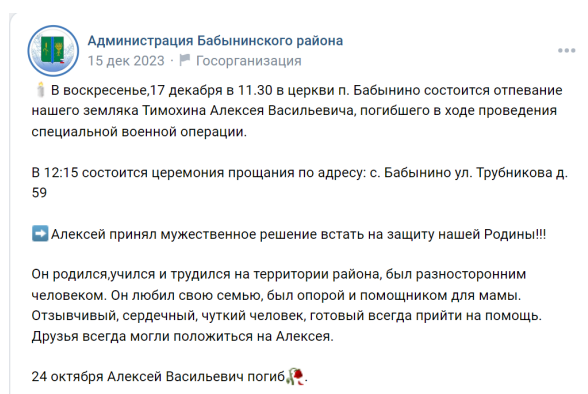 Администрация Бабынинского района
15 дек 2023 · Госорганизация
В воскресенье,17 декабря в 11.30 в церкви п. Бабынино состоится отпевание
нашего земляка Тимохина Алексея Васильевича, погибшего в ходе проведения
специальной военной операции.
В 12:15 состоится церемония прощания по адресу: с. Бабынино ул. Трубникова д.
59
Алексей принял мужественное решение встать на защиту нашей Родины!!!
Он родился,учился и трудился на территории района, был разносторонним
человеком. Он любил свою семью, был опорой и помощником для мамы.
Отзывчивый, сердечный, чуткий человек, готовый всегда прийти на помощь.
Друзья всегда могли положиться на Алексея.
24 октября Алексей Васильевич погиб🥀.